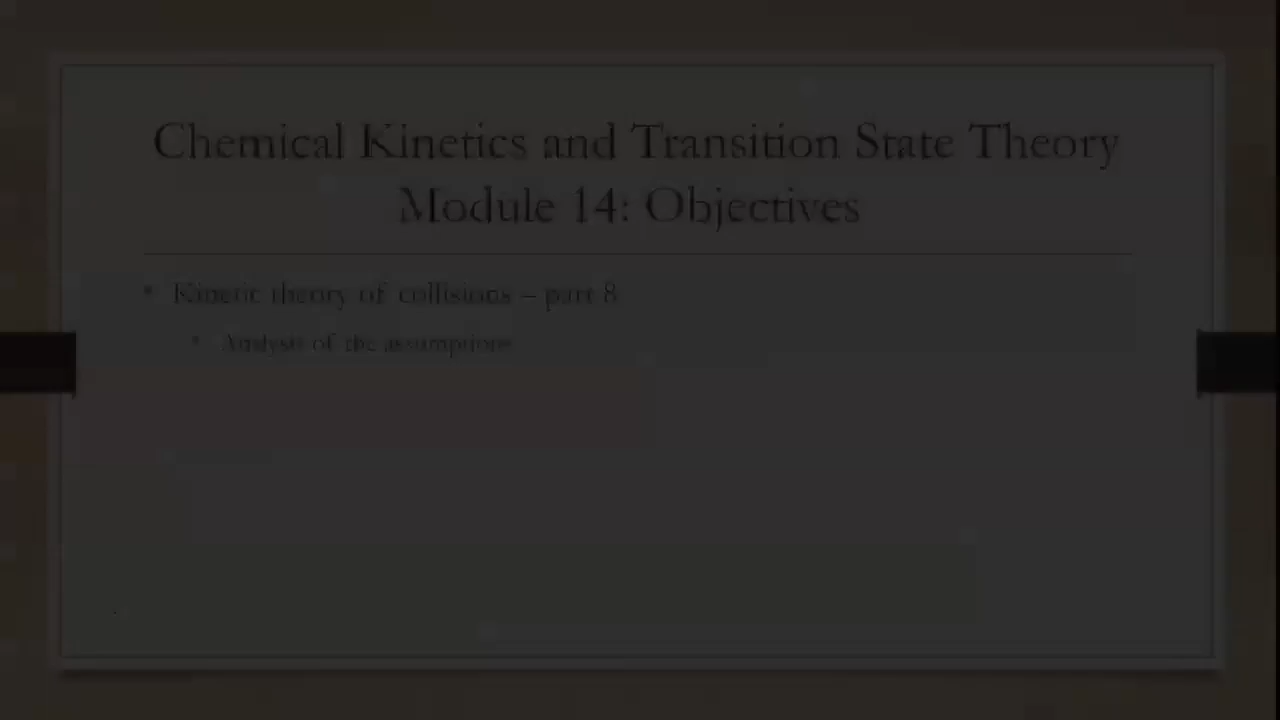 Chemical Kinetics and Transition State Theory
Module 14: Objectives
• Kinetic theory of collisions – part 8
• Analysis of the assumptions